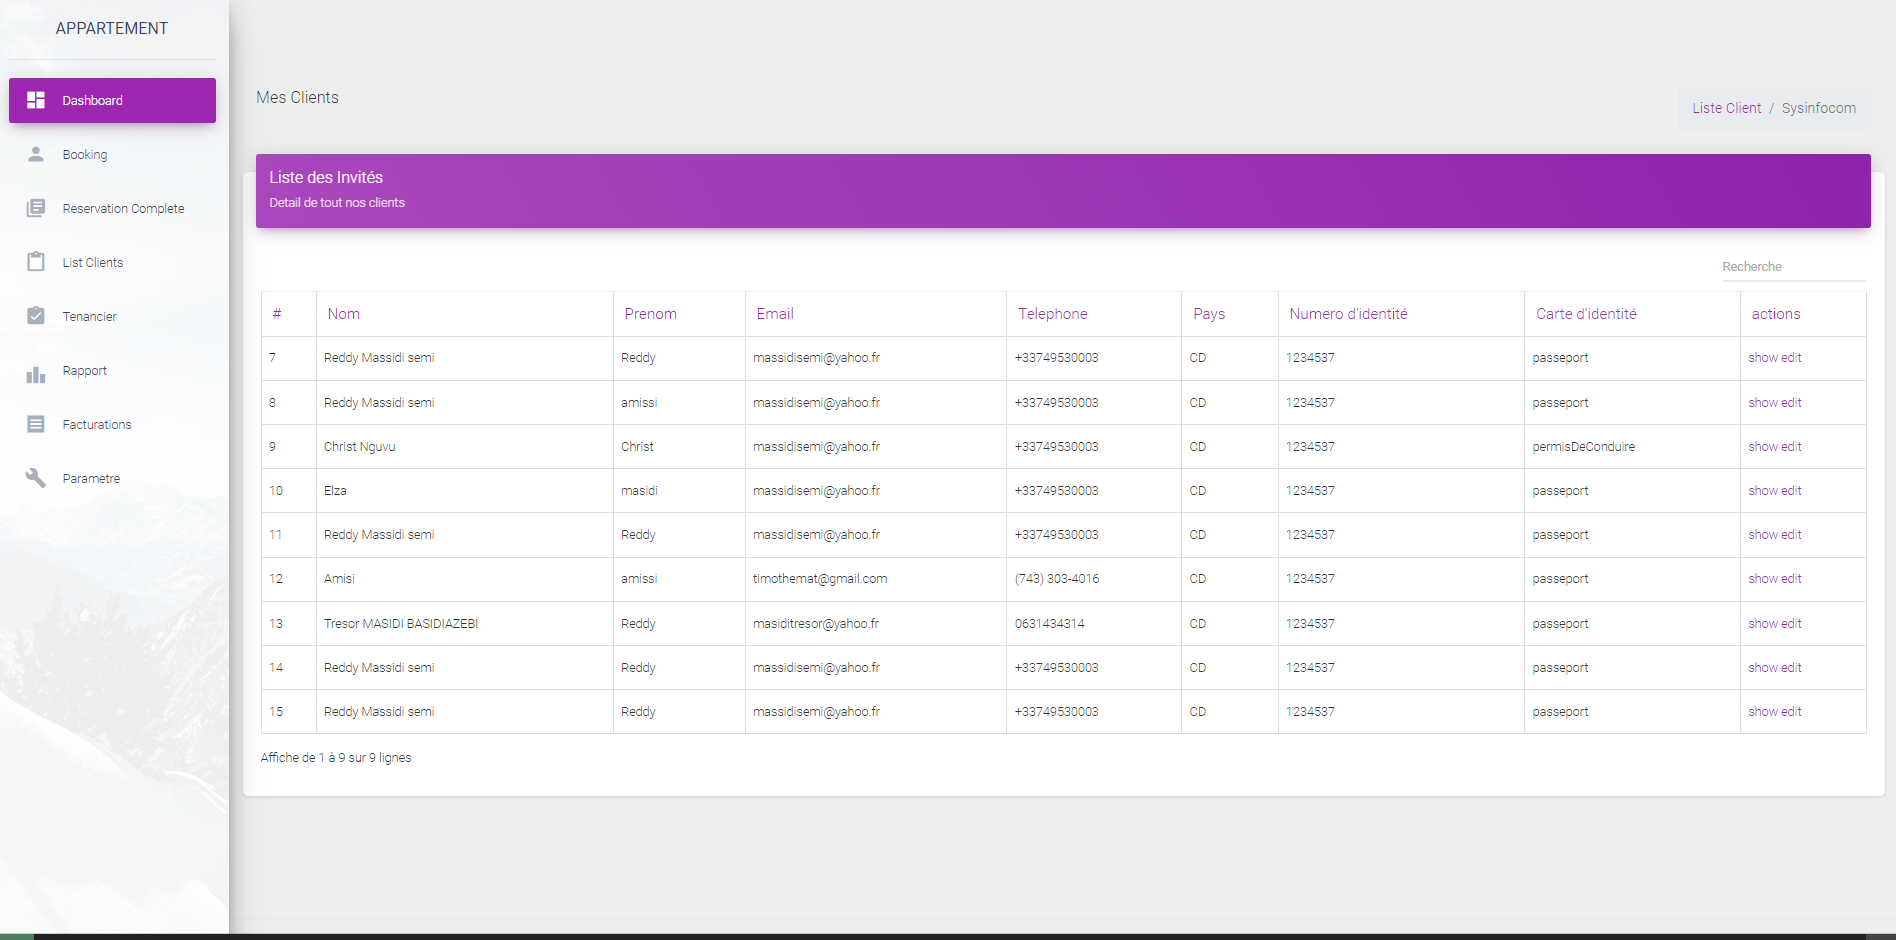 APPARTEMENT
Dashboard
Booking
Reservation Complete
List Clients
Tenancier
Rapport
Facturations
Parametre
Mes Clients
Liste Client / Sysinfocom
Liste des Invités
Detail de tout nos clients
Recherche
# Nom Prenom Email Telephone Pays Numero d'identité Carte d'identité actions
7 Reddy Massidi semi Reddy massidisemi@yahoo.fr +33749530003 CD 1234537 passeport show edit
8 Reddy Massidi semi amissi massidisemi@yahoo.fr +33749530003 CD 1234537 passeport show edit
9 Christ Nguvu Christ massidisemi@yahoo.fr +33749530003 CD 1234537 permisDeConduire show edit
10 Elza masidi massidisemi@yahoo.fr +33749530003 CD 1234537 passeport show edit
11 Reddy Massidi semi Reddy massidisemi@yahoo.fr +33749530003 CD 1234537 passeport show edit
12 Amisi amissi timothemat@gmail.com (743) 303-4016 CD 1234537 passeport show edit
13 Tresor MASIDI BASIDIAZEBI Reddy masiditresor@yahoo.fr 0631434314 CD 1234537 passeport show edit
14 Reddy Massidi semi Reddy massidisemi@yahoo.fr +33749530003 CD 1234537 passeport show edit
15 Reddy Massidi semi Reddy massidisemi@yahoo.fr +33749530003 CD 1234537 passeport show edit
Affiche de 1 à 9 sur 9 lignes